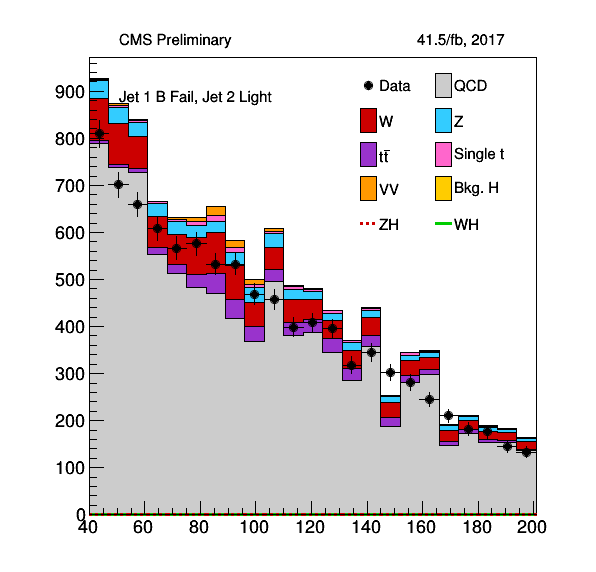 CMS Preliminary 41.5/fb, 2017
Jet 1 B Fail, Jet 2 Light
Data QCD
W Z
tt̄ Single t
VV Bkg. H
ZH WH
900
800
700
600
500
400
300
200
100
0
40 60 80 100 120 140 160 180 200